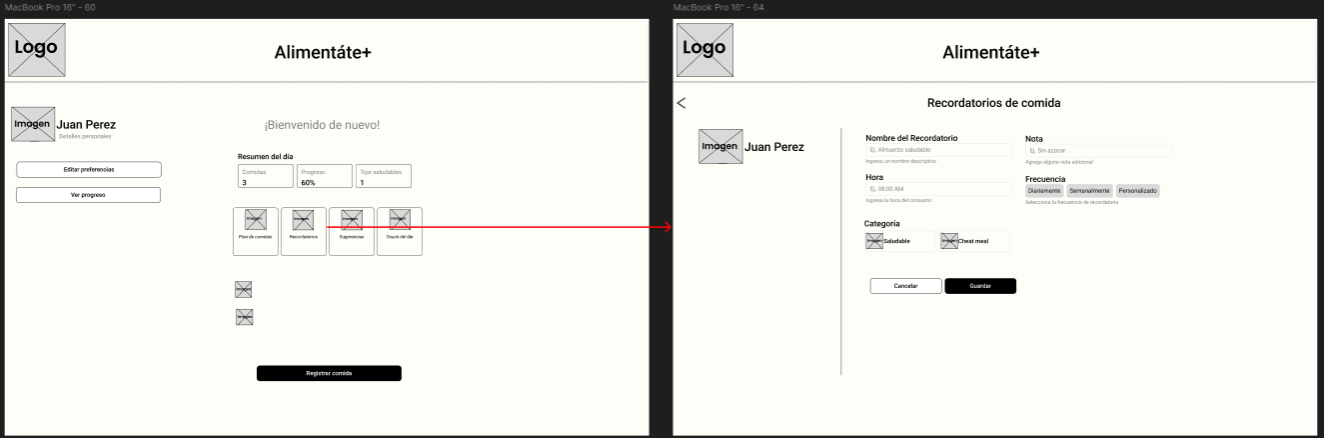 MacBook Pro 16" - 60
Logo
Alimentáte+
Imagen
Juan Perez
Detalles personales
Editar preferencias
Ver progreso
¡Bienvenido de nuevo!
Resumen del día
Comidas
3
Progreso
60%
Tips saludables
1
Imagen
Plan de comidas
Imagen
Recordatorios
Imagen
Sugerencias
Imagen
Snack del día
Imagen
Imagen
Registrar comida
MacBook Pro 16" - 64
Logo
Alimentáte+
Recordatorios de comida
Imagen
Juan Perez
Nombre del Recordatorio
Ej. Almuerzo saludable
Ingresa un nombre descriptivo
Hora
Ej. 08:00 AM
Ingresa la hora del consumo
Categoría
Imagen
Saludable
Imagen
Cheat meal
Nota
Ej. Sin azúcar
Agrega alguna nota adicional
Frecuencia
Diariamente
Semanalmente
Personalizado
Selecciona la frecuencia de recordatorio
Cancelar
Guardar